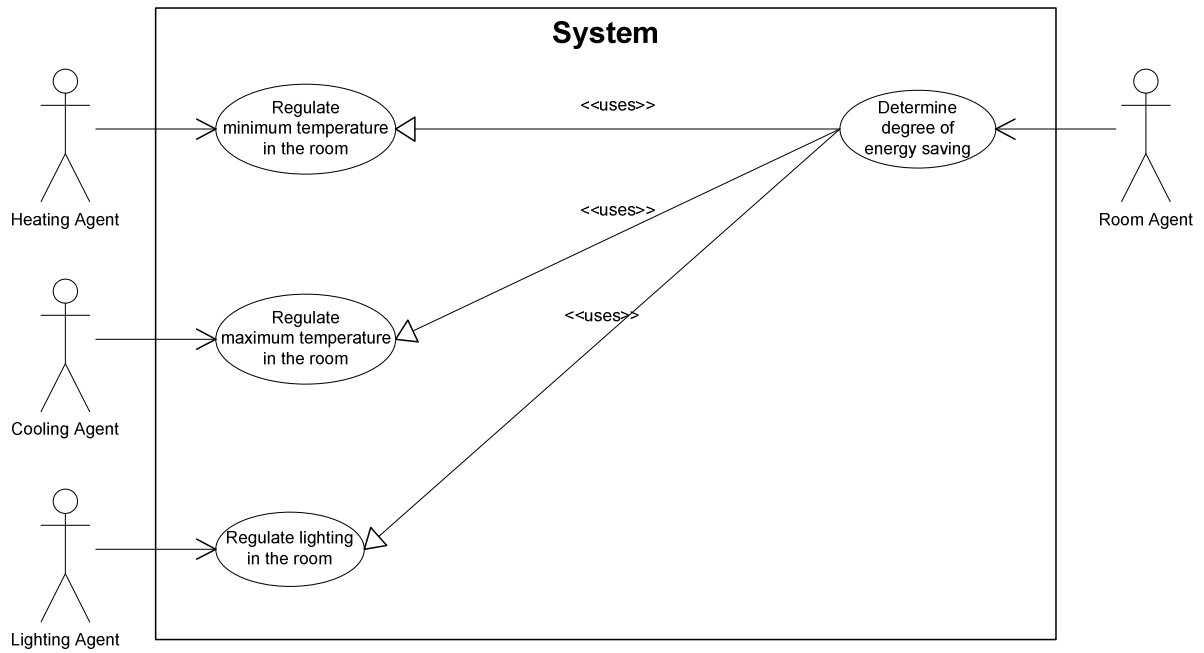 System
Regulate
minimum temperature
in the room
<<uses>>
Determine
degree of
energy saving
Heating Agent
Room Agent
<<uses>>
Regulate
maximum temperature
in the room
<<uses>>
Cooling Agent
Regulate lighting
in the room
Lighting Agent